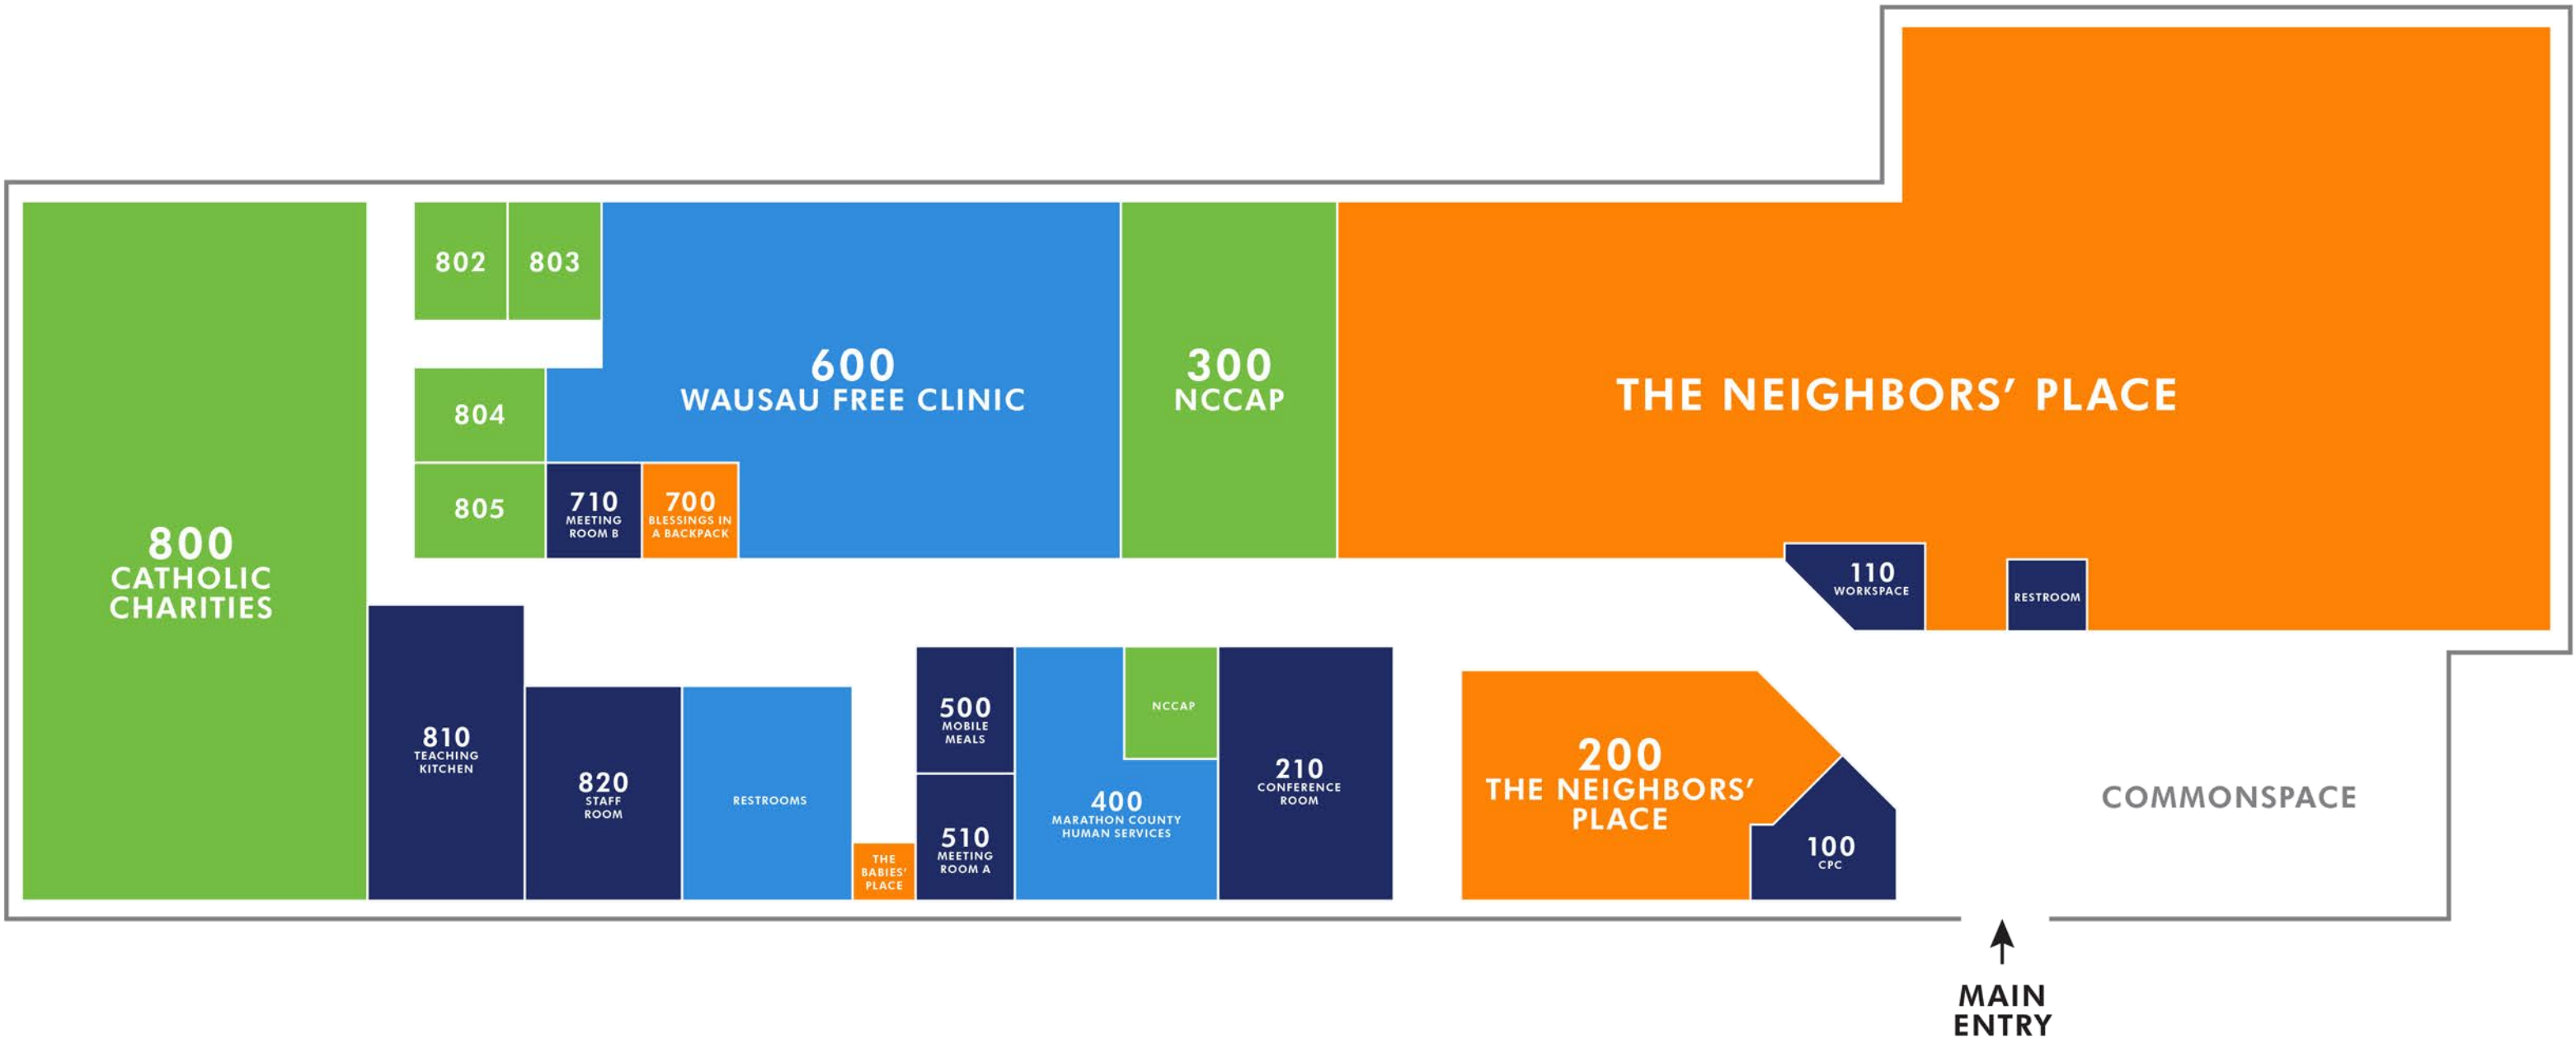 802
803
600
WAUSAU FREE CLINIC
300
NCCAP
THE NEIGHBORS’ PLACE
804
805
710
MEETING
ROOM B
700
BLESSINGS IN
A BACKPACK
800
CATHOLIC
CHARITIES
110
WORKSPACE
RESTROOM
810
TEACHING
KITCHEN
820
STAFF
ROOM
RESTROOMS
THE
BABIES’
PLACE
500
MOBILE
MEALS
510
MEETING
ROOM A
NCCAP
400
MARATHON COUNTY
HUMAN SERVICES
210
CONFERENCE
ROOM
200
THE NEIGHBORS’
PLACE
100
CPC
COMMONSPACE
MAIN
ENTRY